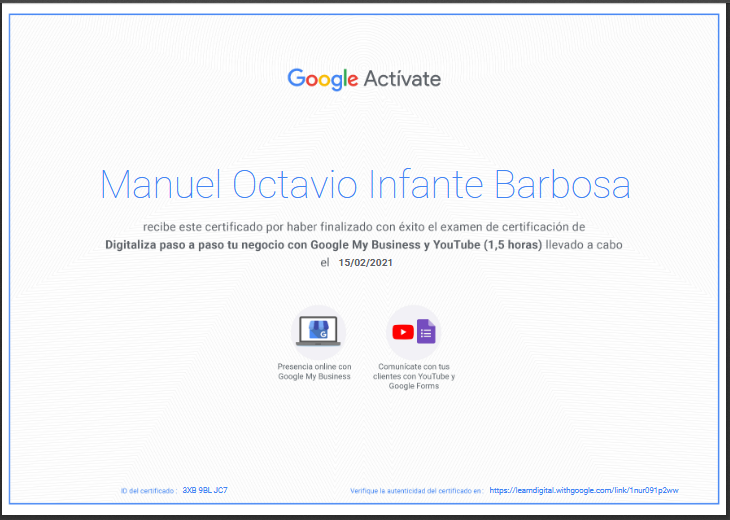 Google Actívate
Manuel Octavio Infante Barbosa
recibe este certificado por haber finalizado con éxito el examen de certificación de
Digitaliza paso a paso tu negocio con Google My Business y YouTube (1,5 horas) llevado a cabo
el 15/02/2021
Presencia online con
Google My Business
Comunícate con tus
clientes con YouTube y
Google Forms
ID del certificado : 3XB 9BL JC7
Verifique la autenticidad del certificado en: https://learndigital.withgoogle.com/link/1nur091p2ww